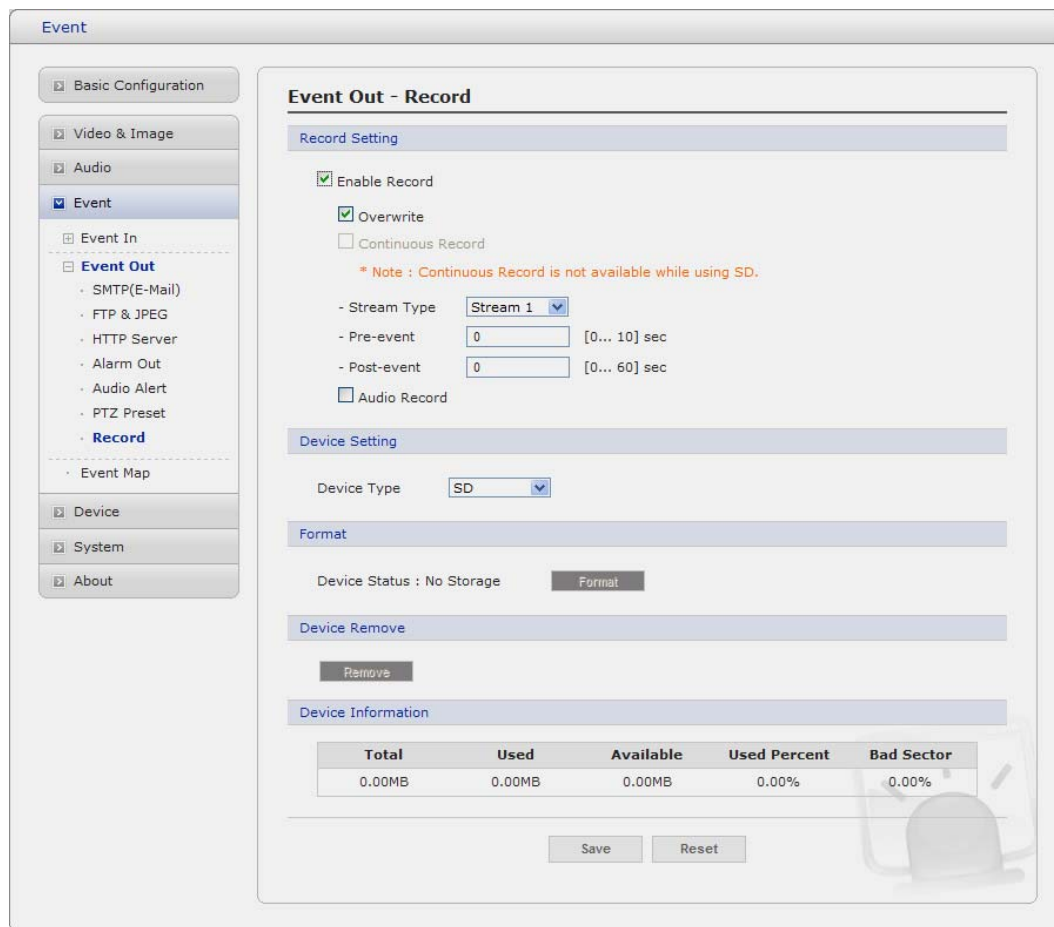 Event
Basic Configuration
Video & Image
Audio
Event
Event In
Event Out
SMTP(E-Mail)
FTP & JPEG
HTTP Server
Alarm Out
Audio Alert
PTZ Preset
Record
Event Map
Device
System
About
Event Out - Record
Record Setting
Enable Record
Overwrite
Continuous Record
* Note : Continuous Record is not available while using SD.
- Stream Type Stream 1
- Pre-event 0 [0... 10] sec
- Post-event 0 [0... 60] sec
Audio Record
Device Setting
Device Type SD
Format
Device Status : No Storage Format
Device Remove
Remove
Device Information
Total Used Available Used Percent Bad Sector
0.00MB 0.00MB 0.00MB 0.00% 0.00%
Save Reset